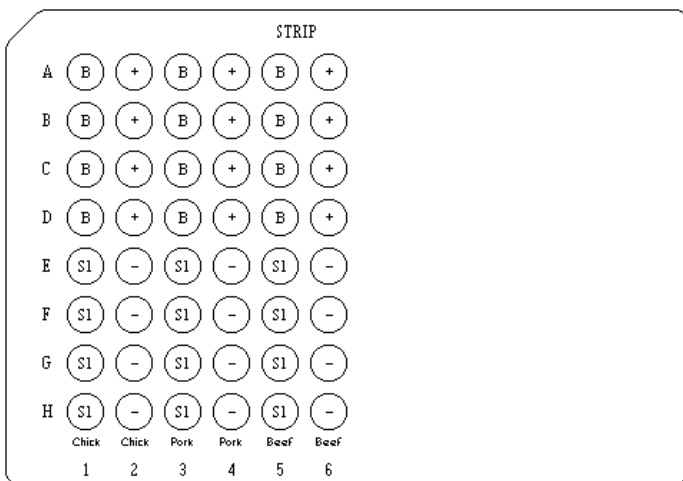 STRIP
A B + B + B +
B B + B + B +
C B + B + B +
D B + B + B +
E S1 - S1 - S1 -
F S1 - S1 - S1 -
G S1 - S1 - S1 -
H S1 - S1 - S1 -
Chick Chick Pork Pork Beef Beef
1 2 3 4 5 6